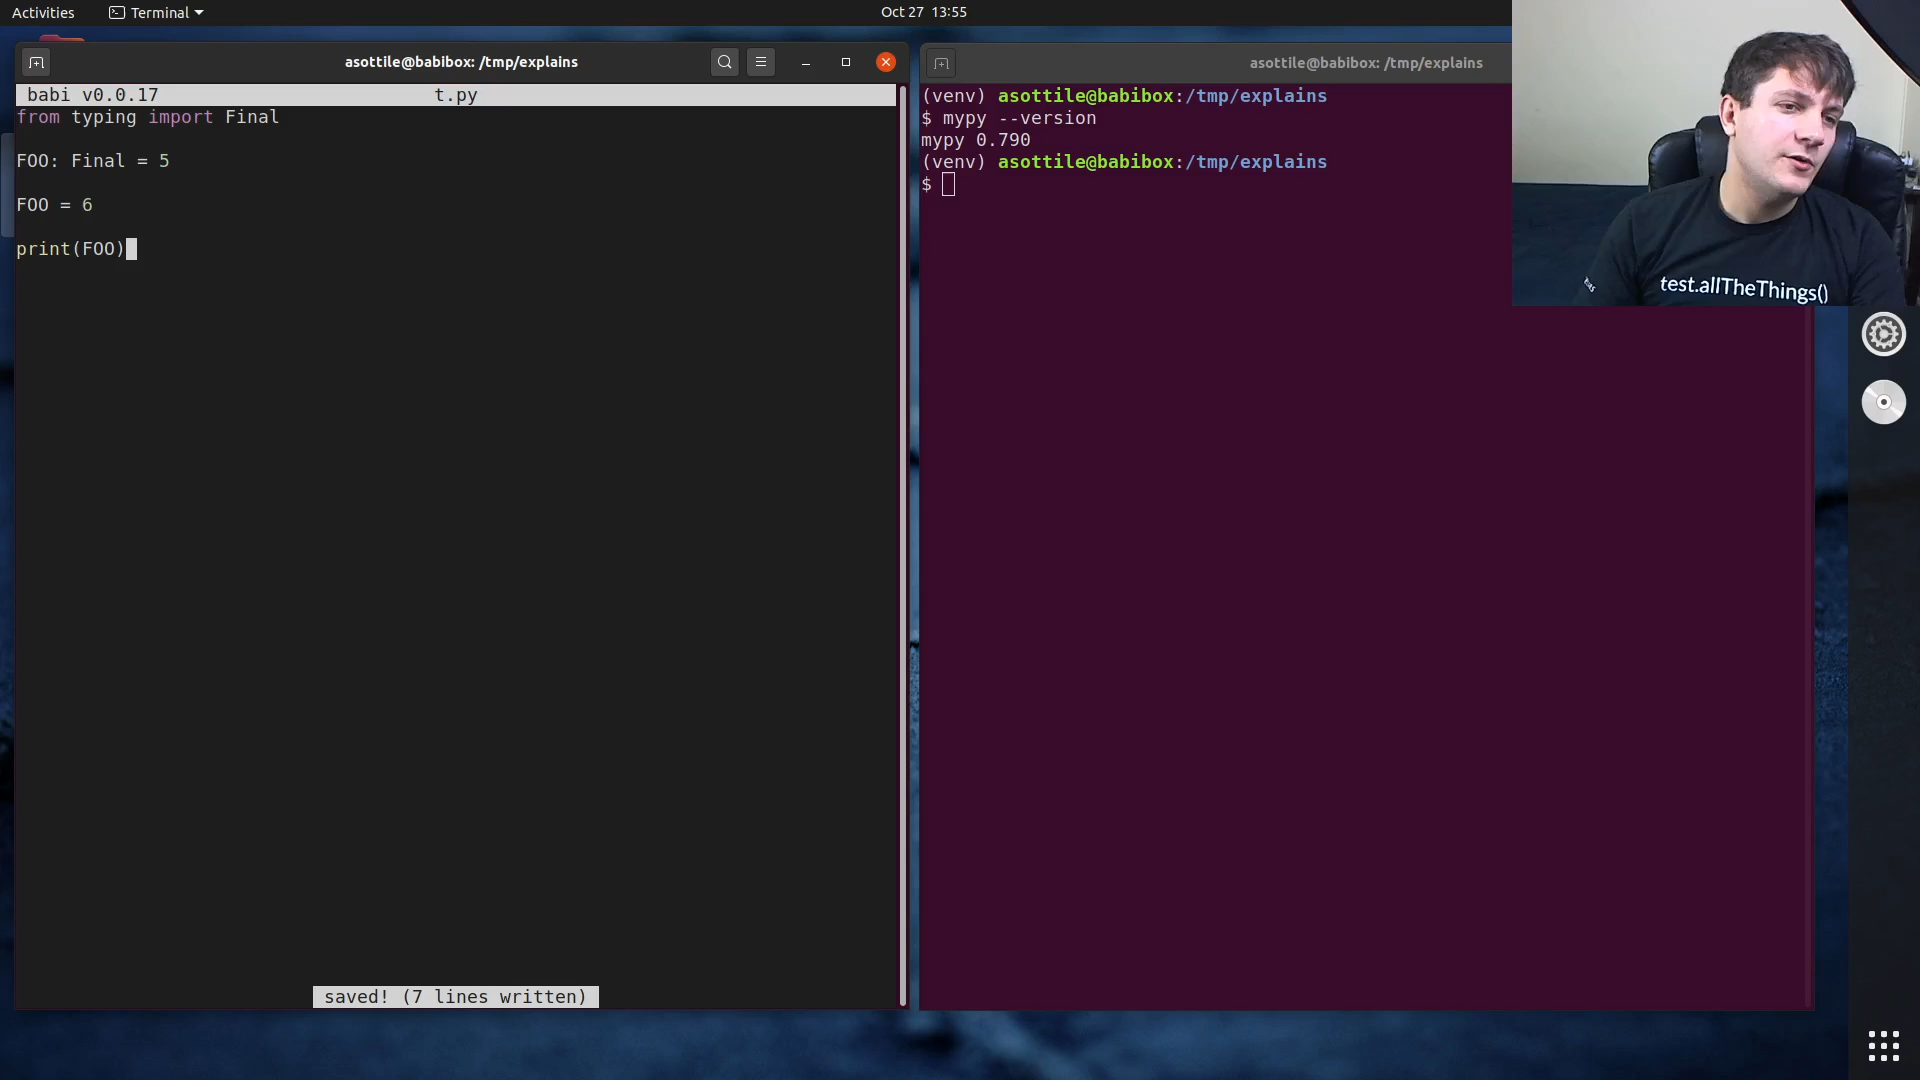 Activities
Terminal
Oct 27 13:55
asottile@babibox: /tmp/explains
babi v0.0.17 t.py
from typing import Final
FOO: Final = 5
FOO = 6
print(FOO)
saved! (7 lines written)
asottile@babibox: /tmp/explains
(venv) asottile@babibox:/tmp/explains
$ mypy --version
mypy 0.790
(venv) asottile@babibox:/tmp/explains
$
test.allTheThings()